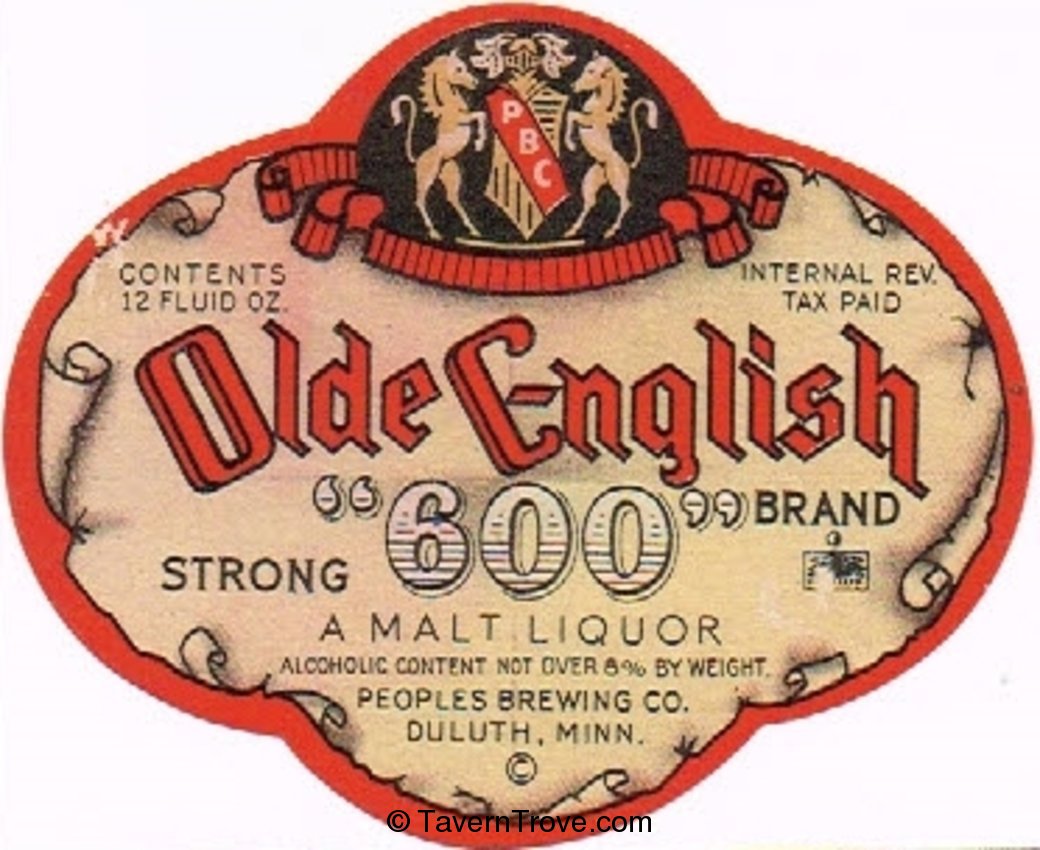 P
B
C
CONTENTS
12 FLUID OZ.
INTERNAL REV.
TAX PAID
Olde English
“600” BRAND
STRONG
A MALT LIQUOR
ALCOHOLIC CONTENT NOT OVER 8% BY WEIGHT.
PEOPLES BREWING CO.
DULUTH, MINN.
©
© TavernTrove.com